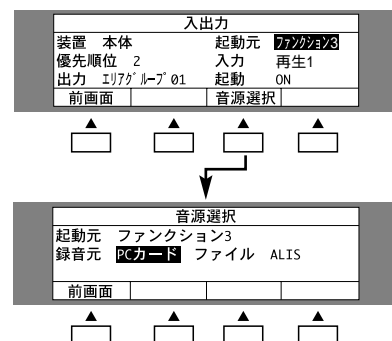 入出力
装置 本体 起動元 ファンクション3
優先順位 2 入力 再生1
出力 エリアグループ01 起動 ON
前画面 音源選択
音源選択
起動元 ファンクション3
録音元 PCカード ファイル ALIS
前画面